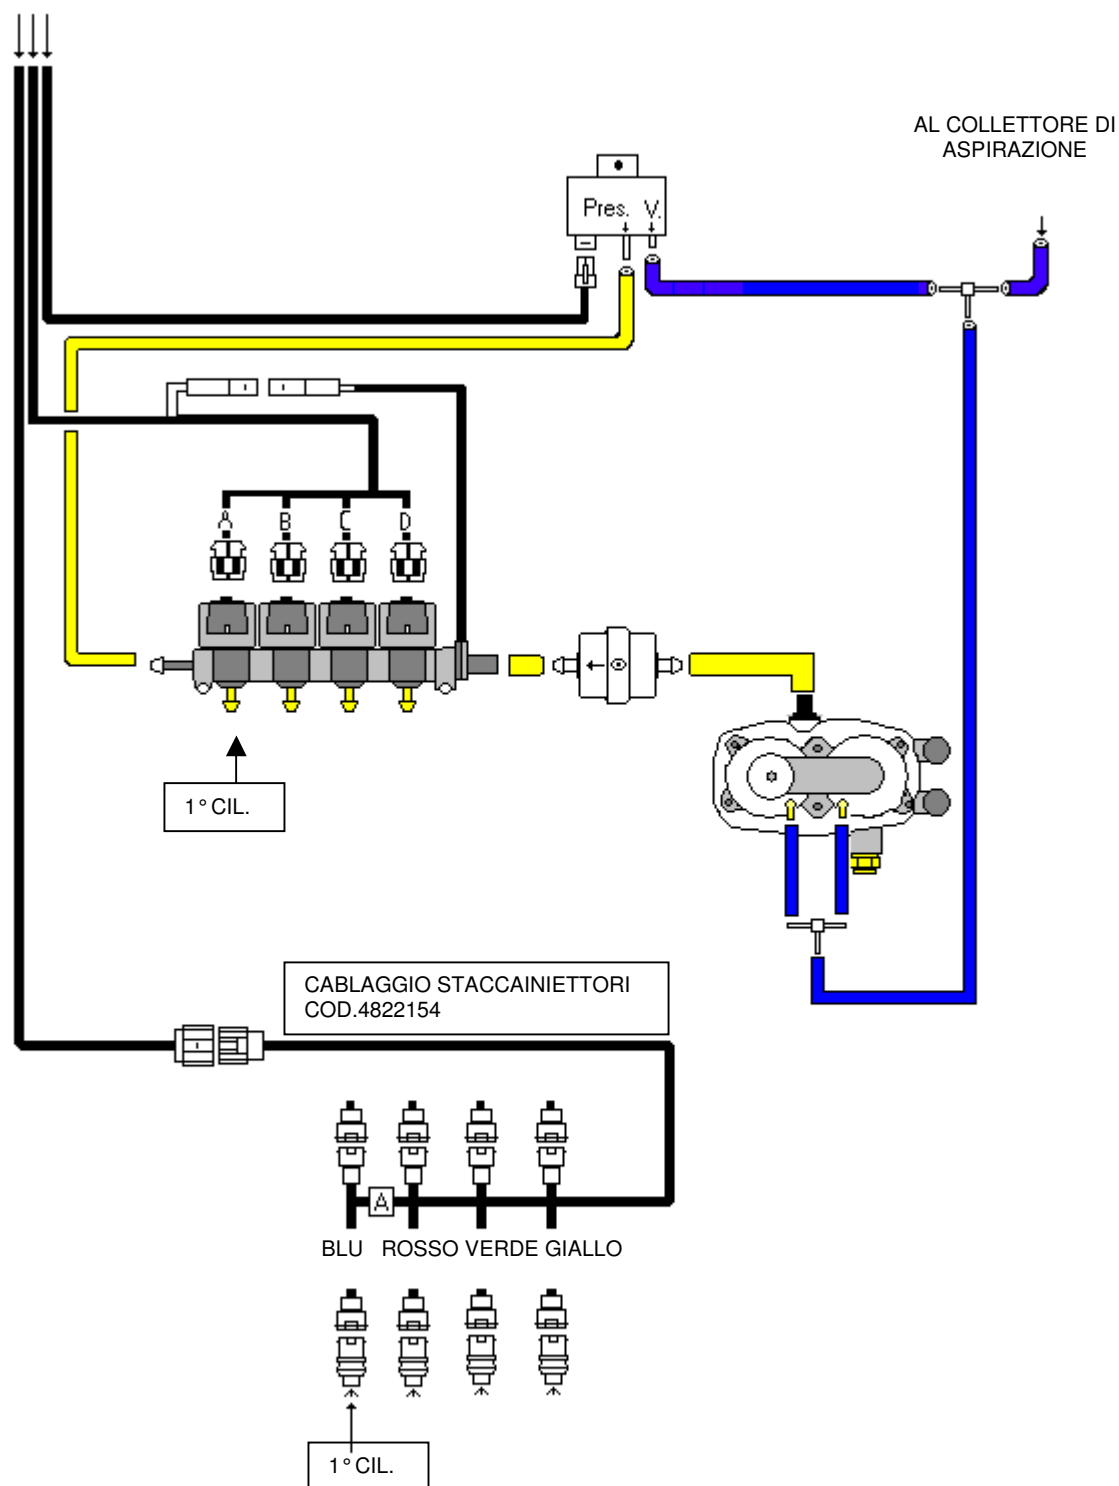 AL COLLETTORE DI
ASPIRAZIONE
Pres. V.
A B C D
1° CIL.
CABLAGGIO STACCAINIETTORI
COD.4822154
A
BLU ROSSO VERDE GIALLO
1° CIL.